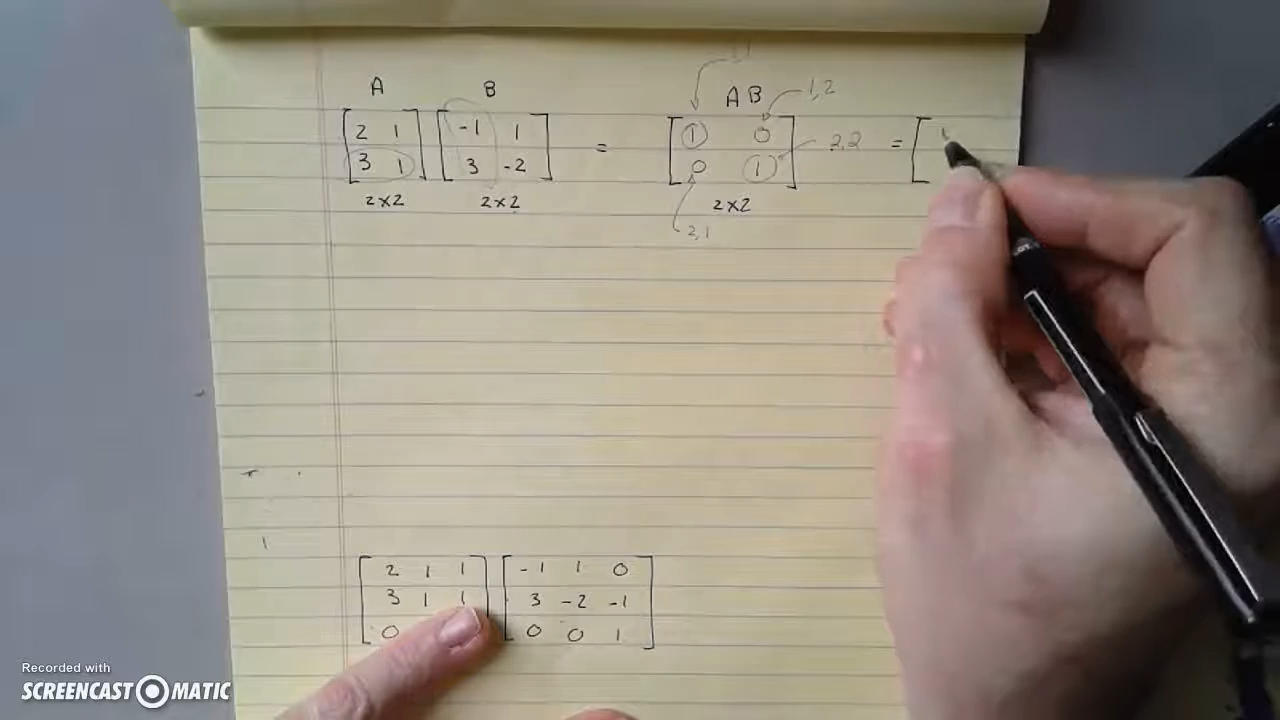 A B A B 1,2
[2 1 [-1 1 = [1 0 2,2 = [1
3 1] 3 -2] 0 1]
2x2 2x2 2x2
2,1
[2 1 1 [-1 1 0
3 1 1 3 -2 -1
0 0 0 1]
Recorded with
SCREENCAST MATIC